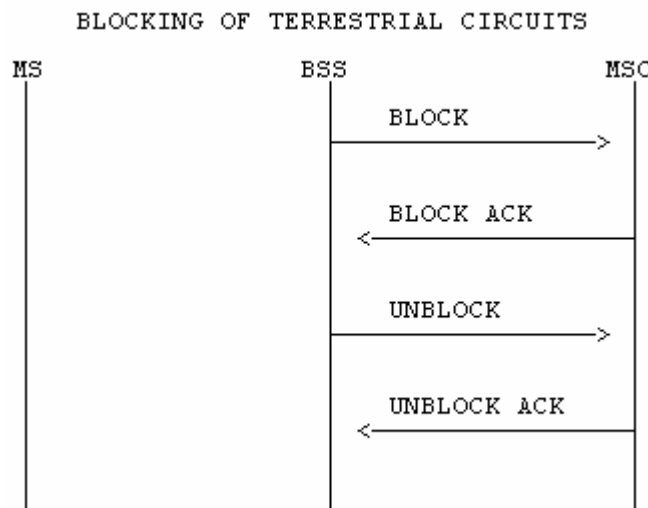 BLOCKING OF TERRESTRIAL CIRCUITS
MS BSS MSC
BLOCK
BLOCK ACK
UNBLOCK
UNBLOCK ACK